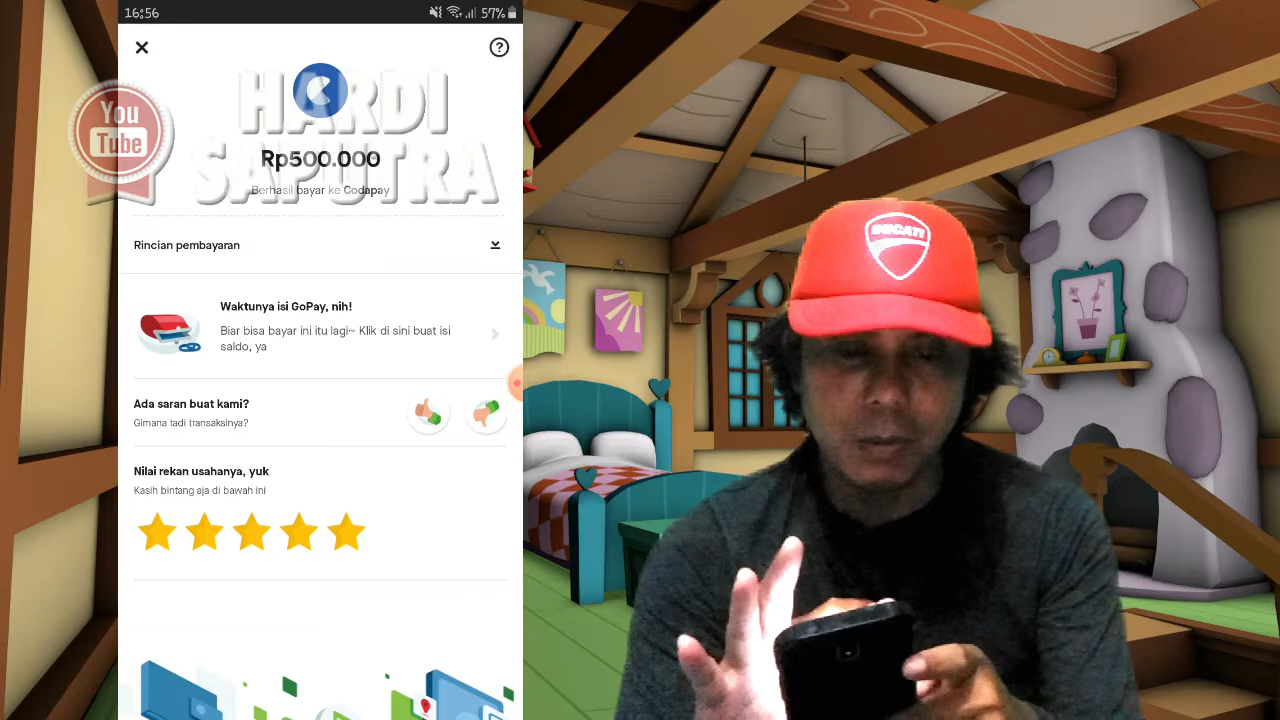 16:56
57%
HARDI
SAPUTRA
You
Tube
Rp500.000
Berhasil bayar ke Codapay
Rincian pembayaran
Waktunya isi GoPay, nih!
Biar bisa bayar ini itu lagi~ Klik di sini buat isi
saldo, ya
Ada saran buat kami?
Gimana tadi transaksinya?
Nilai rekan usahanya, yuk
Kasih bintang aja di bawah ini
DUCATI